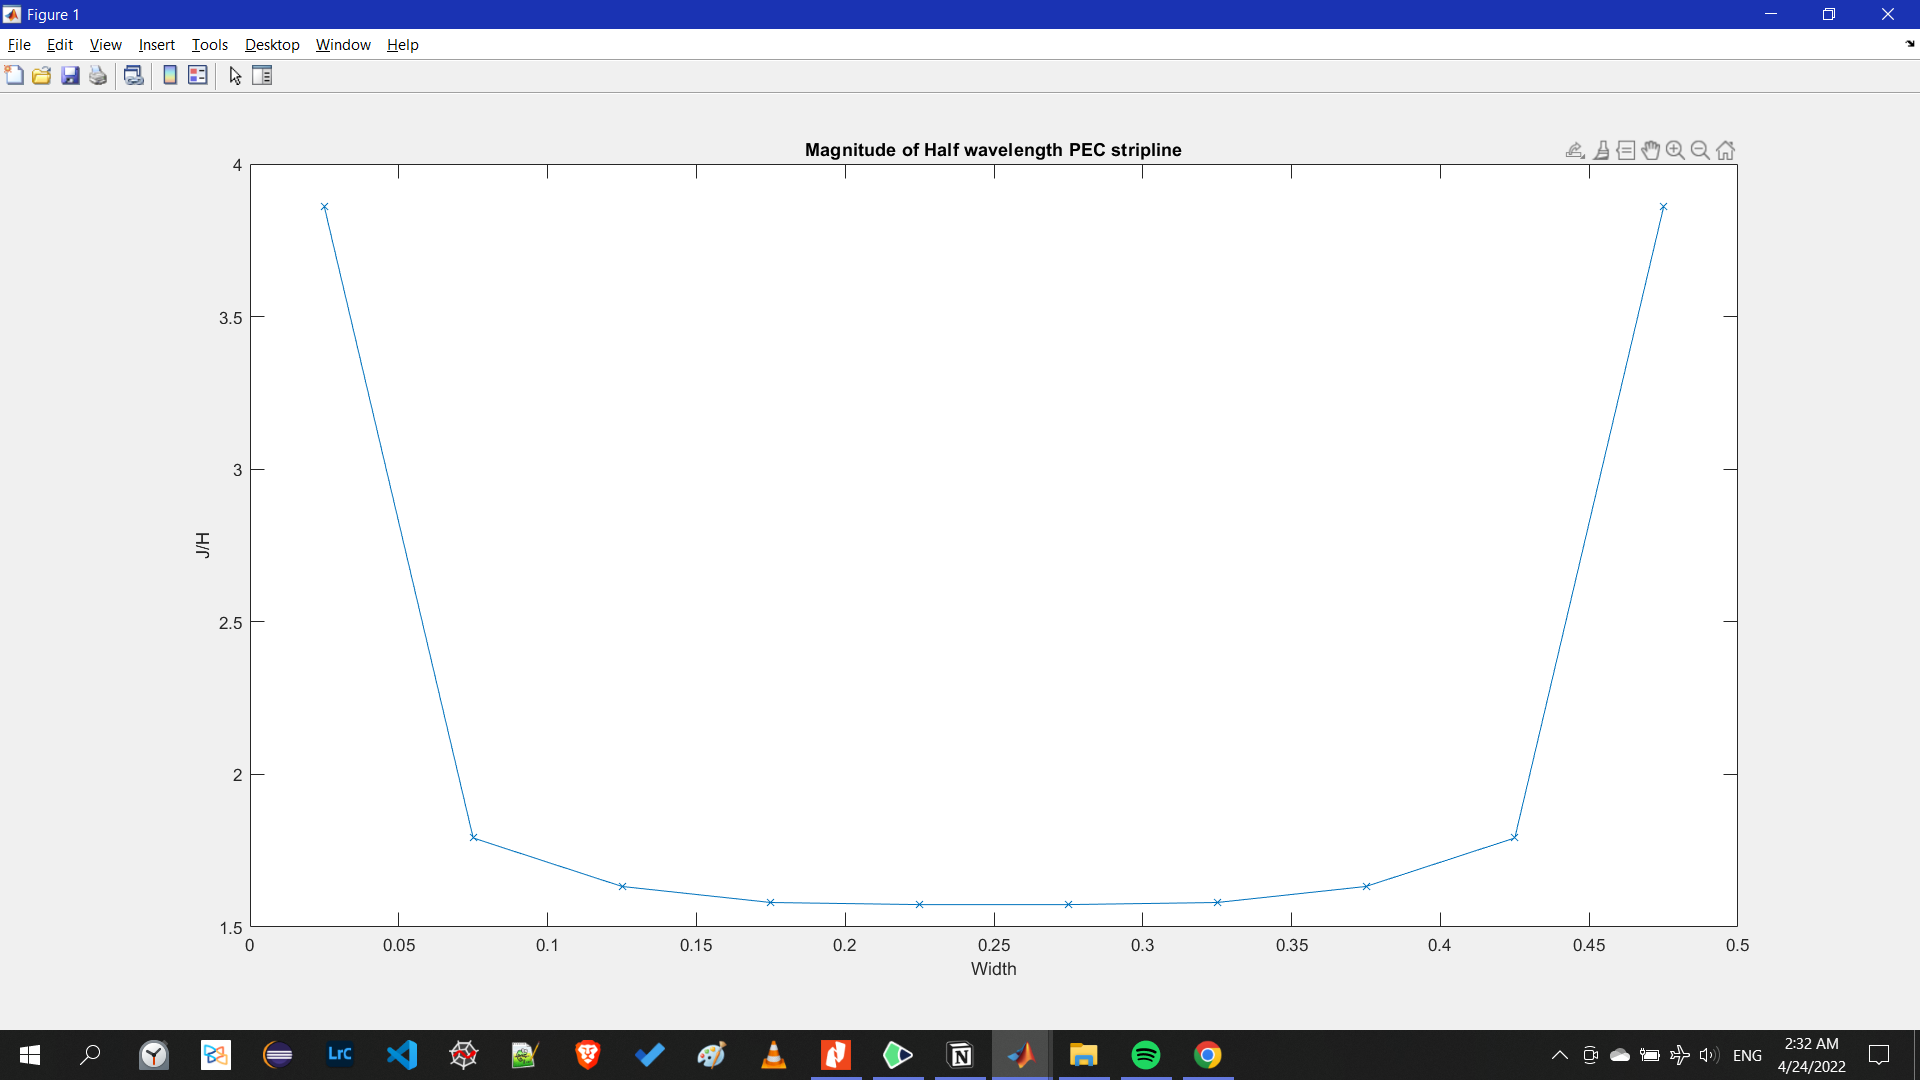 Figure 1
File Edit View Insert Tools Desktop Window Help
Magnitude of Half wavelength PEC stripline
4
3.5
3
2.5
2
1.5
J/H
0 0.05 0.1 0.15 0.2 0.25 0.3 0.35 0.4 0.45 0.5
Width
LrC
N
ENG
2:32 AM
4/24/2022